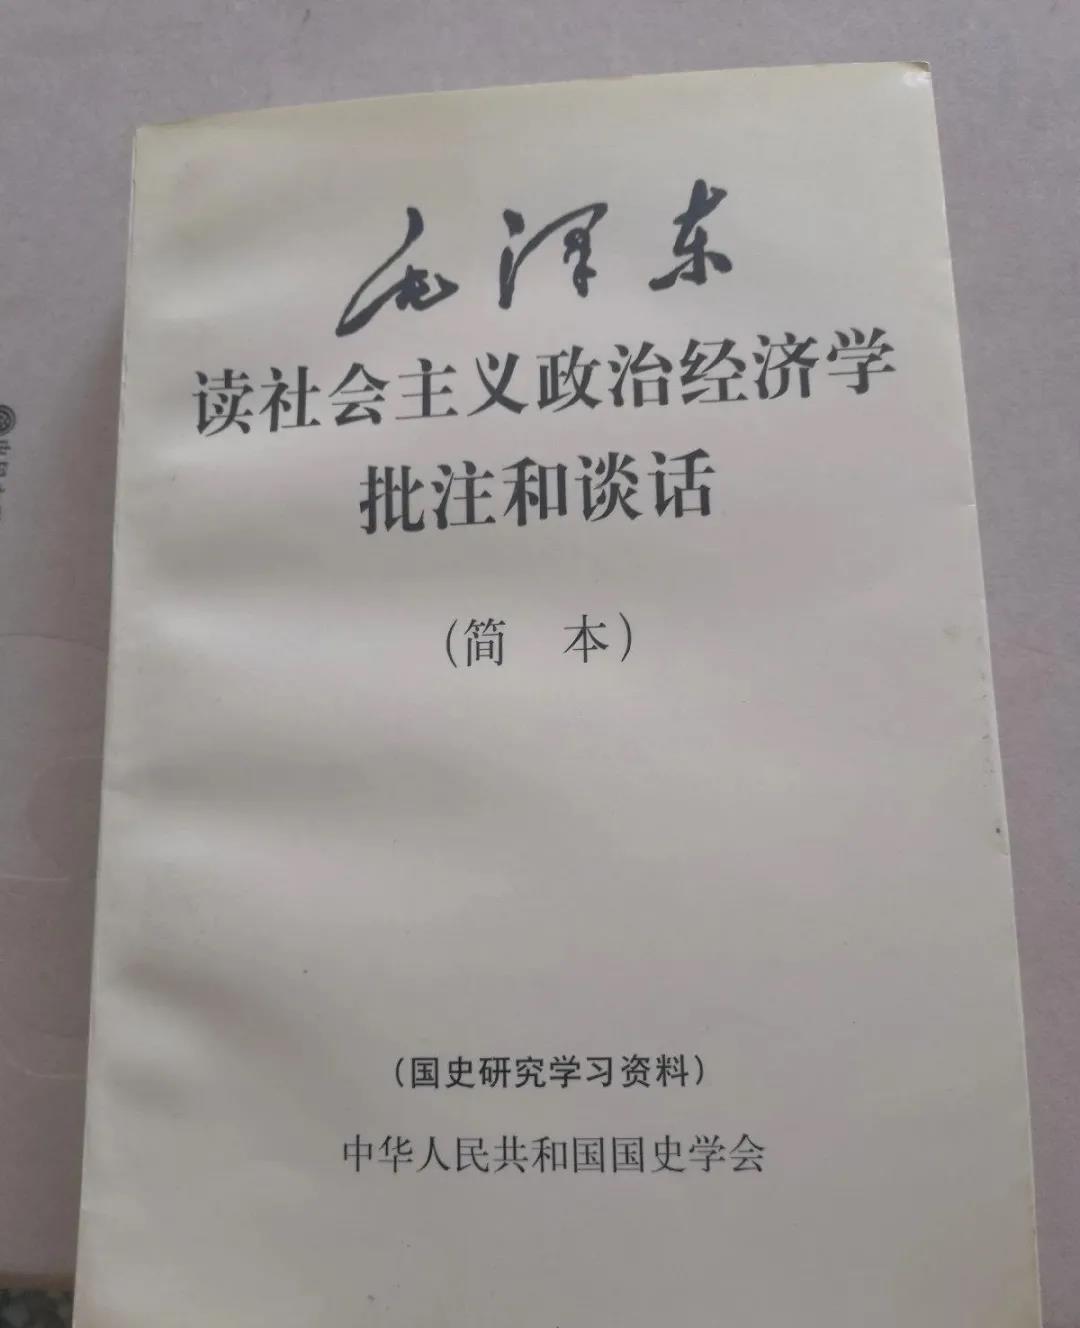 毛泽东
读社会主义政治经济学
批注和谈话
（简 本）
（国史研究学习资料）
中华人民共和国国史学会